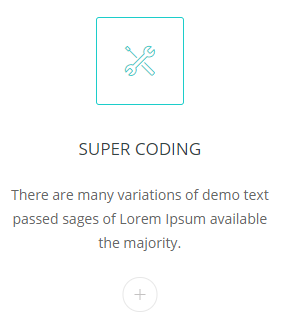 SUPER CODING
There are many variations of demo text
passed sages of Lorem Ipsum available
the majority.